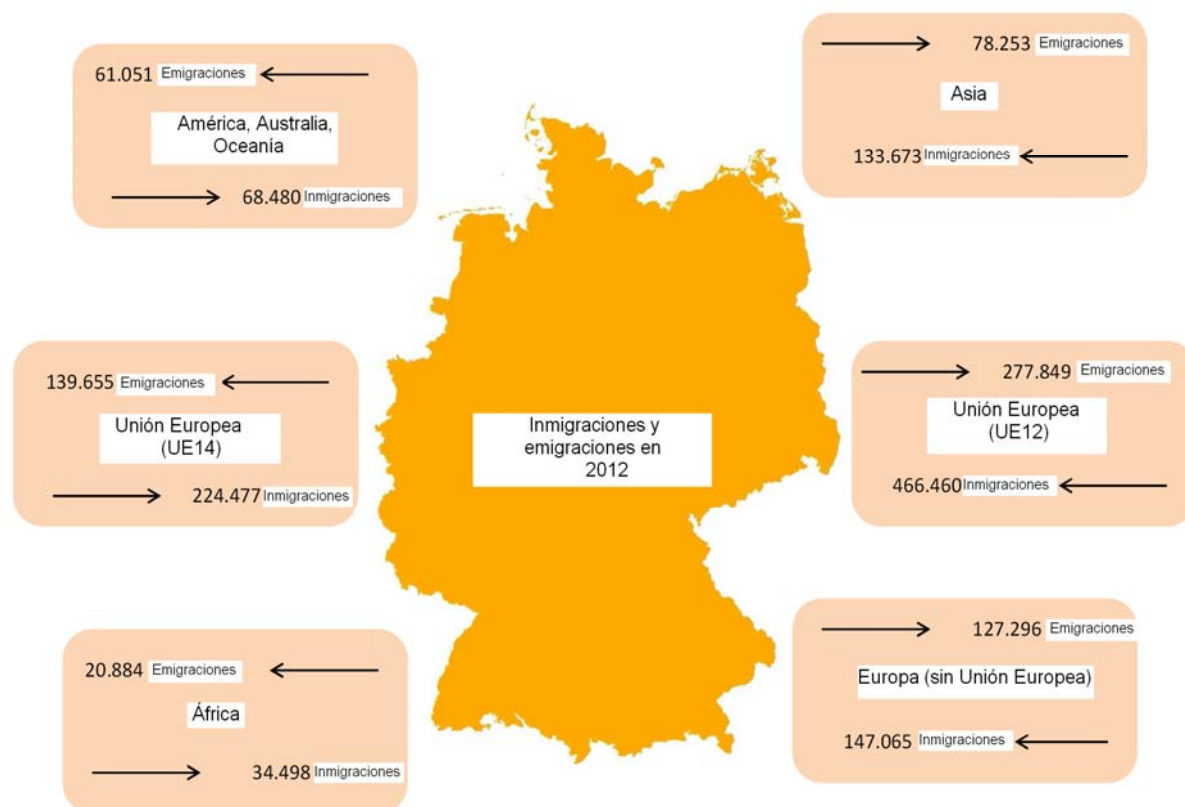 61.051 Emigraciones
América, Australia,
Oceanía
68.480 Inmigraciones
78.253 Emigraciones
Asia
133.673 Inmigraciones
139.655 Emigraciones
Unión Europea
(UE14)
224.477 Inmigraciones
Inmigraciones y
emigraciones en
2012
277.849 Emigraciones
Unión Europea
(UE12)
466.460 Inmigraciones
20.884 Emigraciones
África
34.498 Inmigraciones
127.296 Emigraciones
Europa (sin Unión Europea)
147.065 Inmigraciones